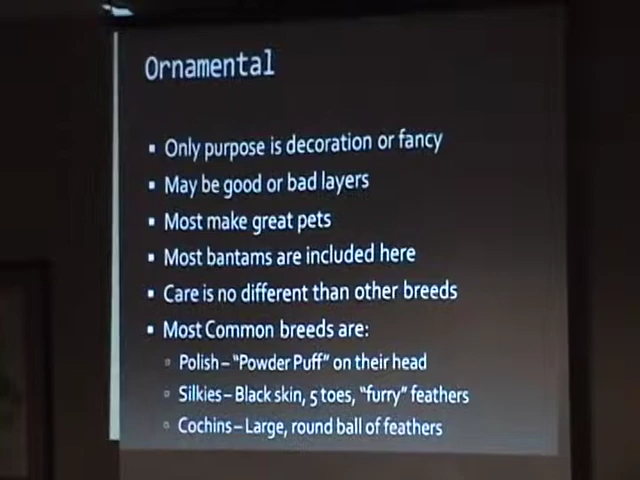 Ornamental
▪ Only purpose is decoration or fancy
▪ May be good or bad layers
▪ Most make great pets
▪ Most bantams are included here
▪ Care is no different than other breeds
▪ Most Common breeds are:
▫ Polish – "Powder Puff" on their head
▫ Silkies – Black skin, 5 toes, "furry" feathers
▫ Cochins – Large, round ball of feathers